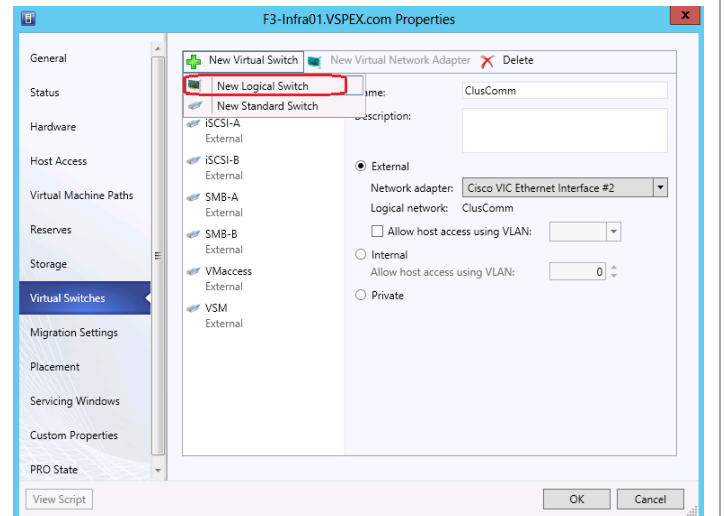 F3-Infra01.VSPEX.com Properties
x
General
Status
Hardware
Host Access
Virtual Machine Paths
Reserves
Storage
Virtual Switches
Migration Settings
Placement
Servicing Windows
Custom Properties
PRO State
New Virtual Switch
New Virtual Network Adapter
Delete
New Logical Switch
New Standard Switch
iSCSI-A
External
iSCSI-B
External
SMB-A
External
SMB-B
External
VMaccess
External
VSM
External
ame:
ClusComm
Description:
External
Network adapter:
Cisco VIC Ethernet Interface #2
Logical network:
ClusComm
Allow host access using VLAN:
Internal
Allow host access using VLAN:
0
Private
View Script
OK
Cancel